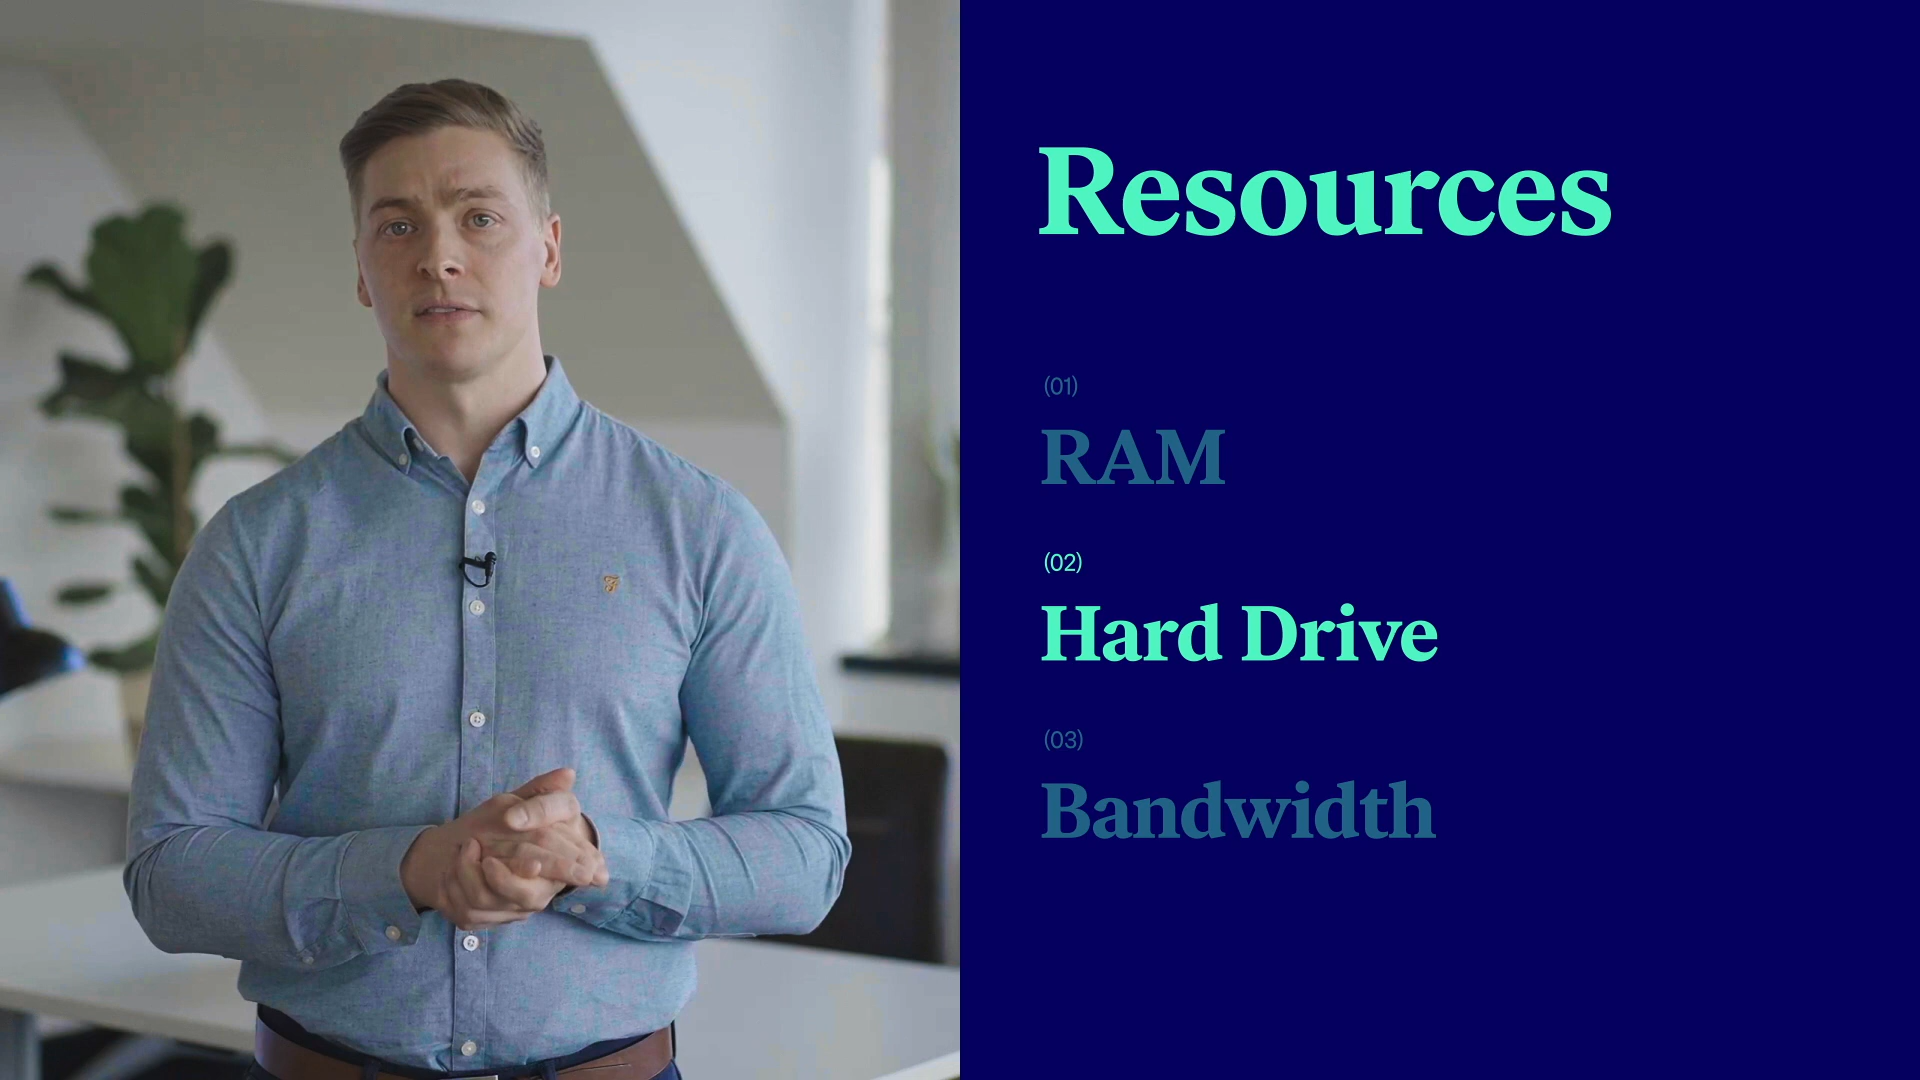 Resources
(01)
RAM
(02)
Hard Drive
(03)
Bandwidth